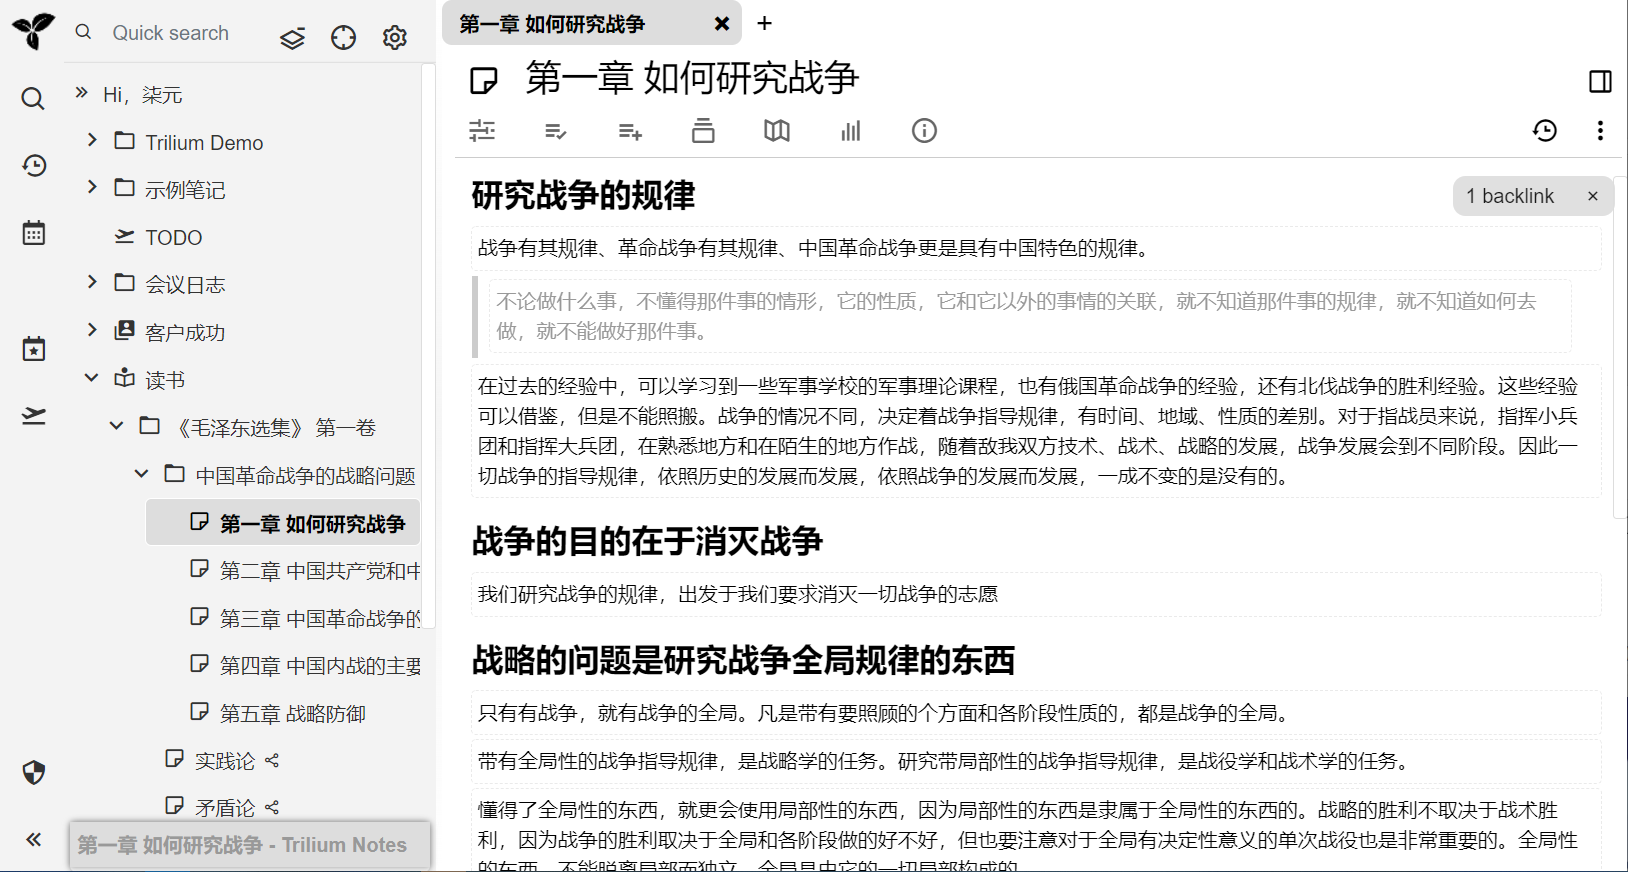 Quick search
Hi，柒元
Trilium Demo
示例笔记
TODO
会议日志
客户成功
读书
《毛泽东选集》 第一卷
中国革命战争的战略问题
第一章 如何研究战争
第二章 中国共产党和中
第三章 中国革命战争的
第四章 中国内战的主要
第五章 战略防御
实践论
矛盾论
第一章 如何研究战争 - Trilium Notes
第一章 如何研究战争
第一章 如何研究战争
1 backlink
研究战争的规律
战争有其规律、革命战争有其规律、中国革命战争更是具有中国特色的规律。
不论做什么事，不懂得那件事的情形，它的性质，它和它以外的事情的关联，就不知道那件事的规律，就不知道如何去
做，就不能做好那件事。
在过去的经验中，可以学习到一些军事学校的军事理论课程，也有俄国革命战争的经验，还有北伐战争的胜利经验。这些经验
可以借鉴，但是不能照搬。战争的情况不同，决定着战争指导规律，有时间、地域、性质的差别。对于指战员来说，指挥小兵
团和指挥大兵团，在熟悉地方和在陌生的地方作战，随着敌我双方技术、战术、战略的发展，战争发展会到不同阶段。因此一
切战争的指导规律，依照历史的发展而发展，依照战争的发展而发展，一成不变的是没有的。
战争的目的在于消灭战争
我们研究战争的规律，出发于我们要求消灭一切战争的志愿
战略的问题是研究战争全局规律的东西
只有有战争，就有战争的全局。凡是带有要照顾的个方面和各阶段性质的，都是战争的全局。
带有全局性的战争指导规律，是战略学的任务。研究带局部性的战争指导规律，是战役学和战术学的任务。
懂得了全局性的东西，就更会使用局部性的东西，因为局部性的东西是隶属于全局性的东西的。战略的胜利不取决于战术胜
利，因为战争的胜利取决于全局和各阶段做的好不好，但也要注意对于全局有决定性意义的单次战役也是非常重要的。全局性
的东西，不能脱离局部而独立，全局是由它的一切局部构成的